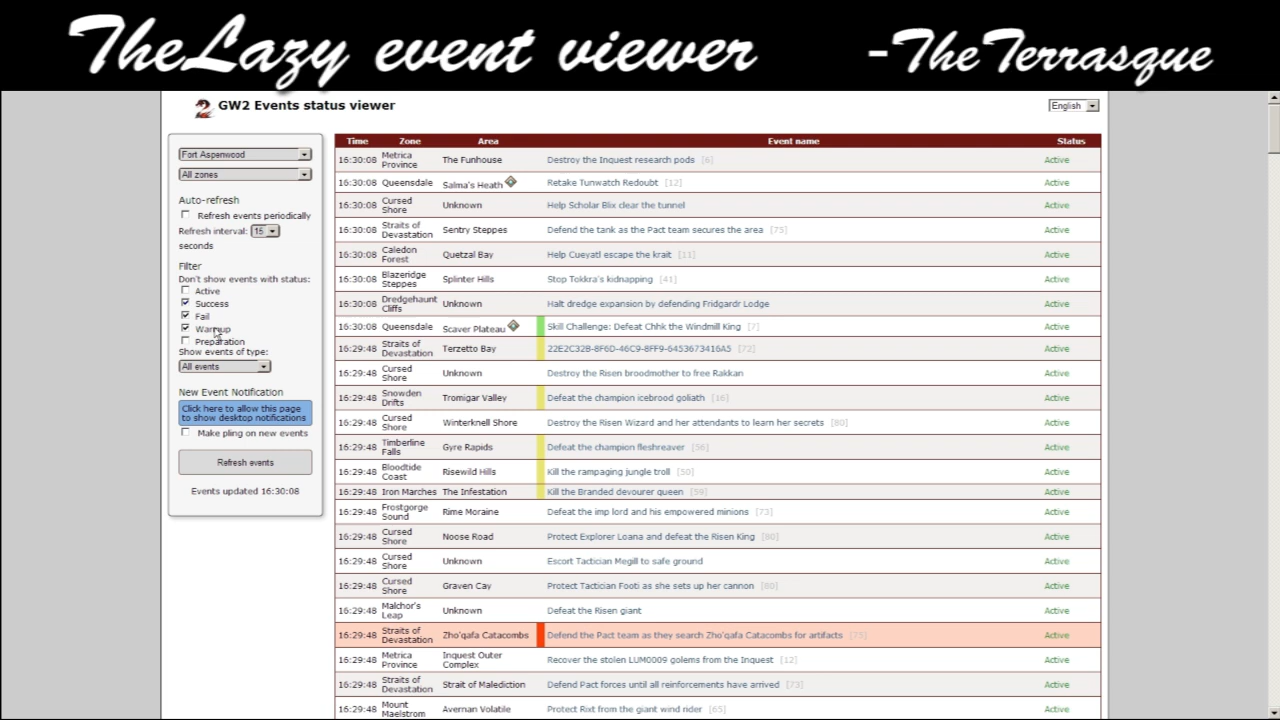 TheLazy event viewer -TheTerrasque
GW2 Events status viewer
English
Fort Aspenwood
All zones
Auto-refresh
Refresh events periodically
Refresh interval: 15
seconds
Filter
Don't show events with status:
Active
Success
Fail
Warmup
Preparation
Show events of type:
All events
New Event Notification
Click here to allow this page
to show desktop notifications
Make pling on new events
Refresh events
Events updated 16:30:08
Time Zone Area Event name Status
16:30:08 Metrica Province The Funhouse Destroy the Inquest research pods [6] Active
16:30:08 Queensdale Salma's Heath Retake Tunwatch Redoubt [12] Active
16:30:08 Cursed Shore Unknown Help Scholar Blix clear the tunnel Active
16:30:08 Straits of Devastation Sentry Steppes Defend the tank as the Pact team secures the area [75] Active
16:30:08 Caledon Forest Quetzal Bay Help Cueyatl escape the krait [11] Active
16:30:08 Blazeridge Steppes Splinter Hills Stop Tokkra's kidnapping [41] Active
16:30:08 Dredgehaunt Cliffs Unknown Halt dredge expansion by defending Fridgardr Lodge Active
16:30:08 Queensdale Scaver Plateau Skill Challenge: Defeat Chhk the Windmill King [7] Active
16:29:48 Straits of Devastation Terzetto Bay 22E2C32B-8F6D-46C9-8FF9-6453673416A5 [72] Active
16:29:48 Cursed Shore Unknown Destroy the Risen broodmother to free Rakkan Active
16:29:48 Snowden Drifts Tromigar Valley Defeat the champion icebrood goliath [16] Active
16:29:48 Cursed Shore Winterknell Shore Destroy the Risen Wizard and her attendants to learn her secrets [80] Active
16:29:48 Timberline Falls Gyre Rapids Defeat the champion fleshreaver [56] Active
16:29:48 Bloodtide Coast Risewild Hills Kill the rampaging jungle troll [50] Active
16:29:48 Iron Marches The Infestation Kill the Branded devourer queen [59] Active
16:29:48 Frostgorge Sound Rime Moraine Defeat the imp lord and his empowered minions [73] Active
16:29:48 Cursed Shore Noose Road Protect Explorer Loana and defeat the Risen King [80] Active
16:29:48 Cursed Shore Unknown Escort Tactician Megill to safe ground Active
16:29:48 Cursed Shore Graven Cay Protect Tactician Footi as she sets up her cannon [80] Active
16:29:48 Malchor's Leap Unknown Defeat the Risen giant Active
16:29:48 Straits of Devastation Zho'qafa Catacombs Defend the Pact team as they search Zho'qafa Catacombs for artifacts [75] Active
16:29:48 Metrica Province Inquest Outer Complex Recover the stolen LUM0009 golems from the Inquest [12] Active
16:29:48 Straits of Devastation Strait of Malediction Defend Pact forces until all reinforcements have arrived [73] Active
16:29:48 Mount Maelstrom Avernan Volatile Protect Rixt from the giant wind rider [65] Active